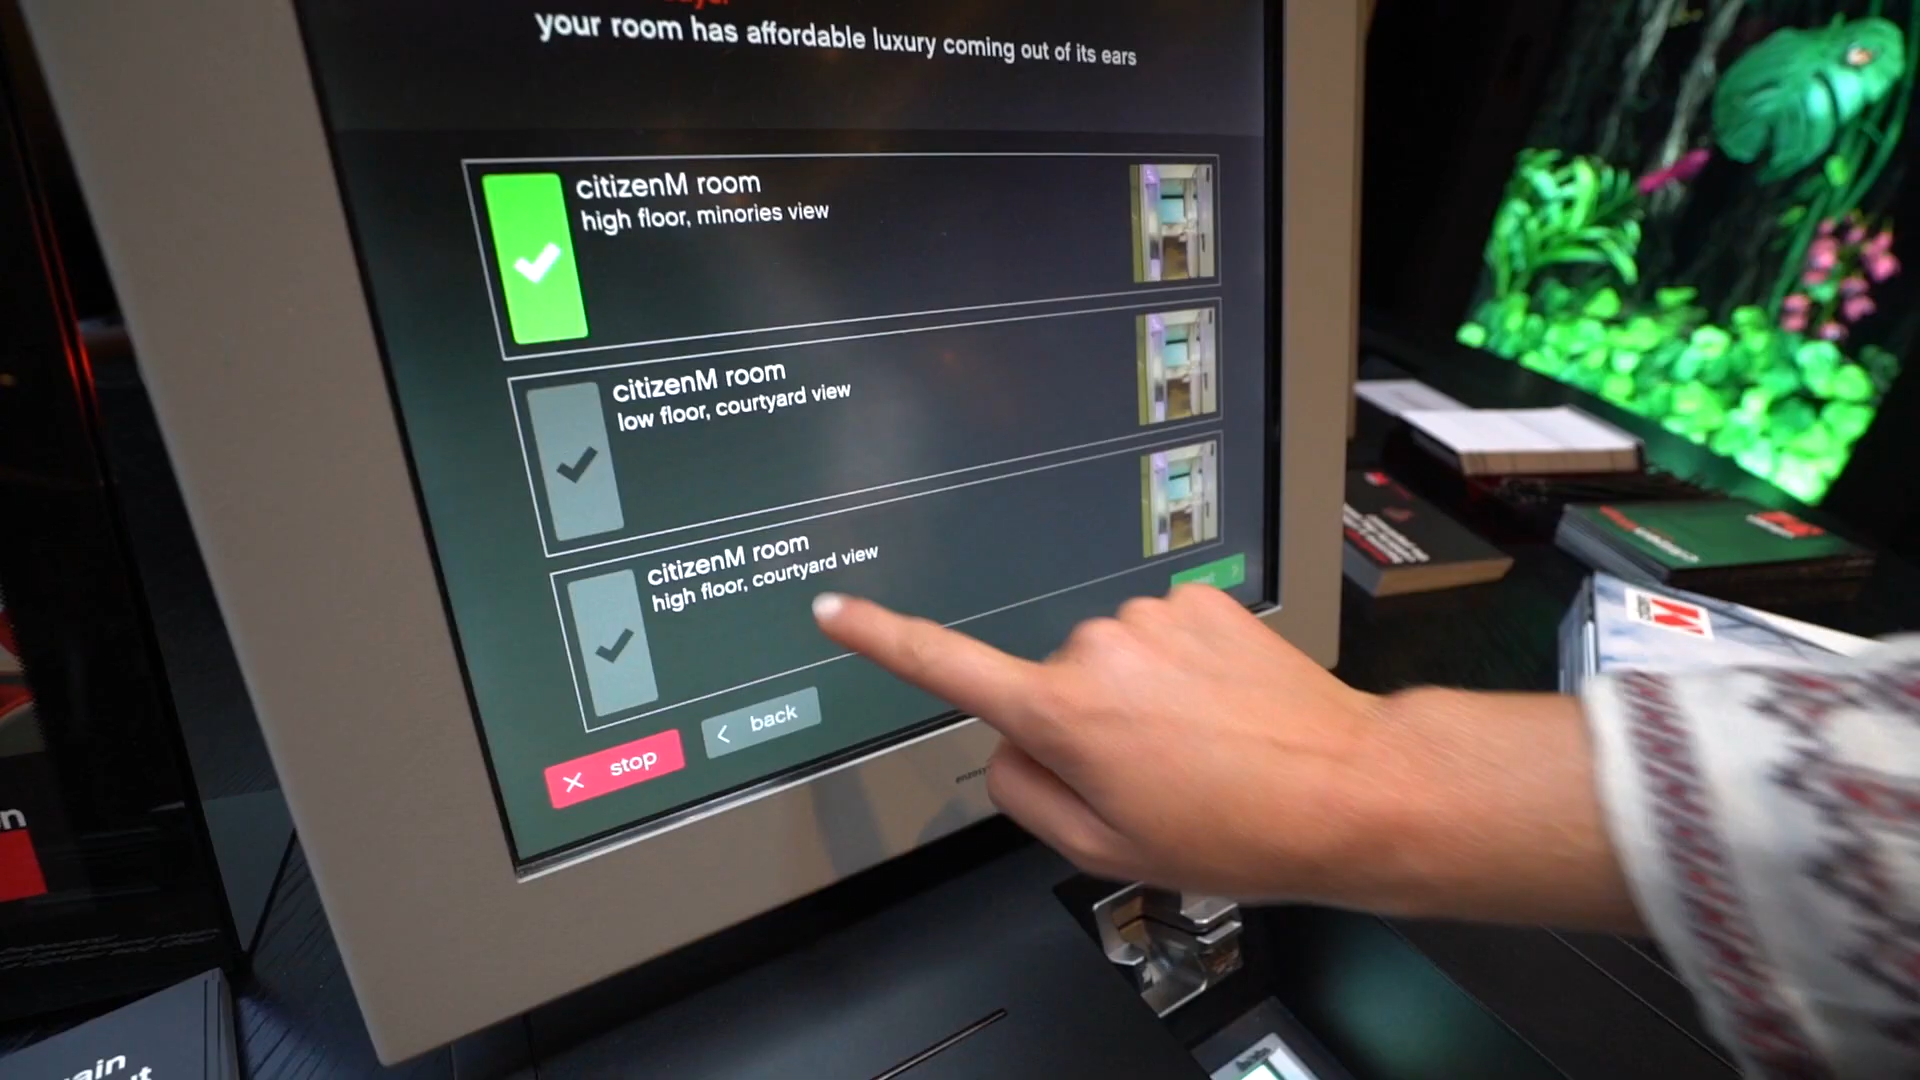 your room has affordable luxury coming out of its ears
citizenM room
high floor, minories view
citizenM room
low floor, courtyard view
citizenM room
high floor, courtyard view
< back
× stop